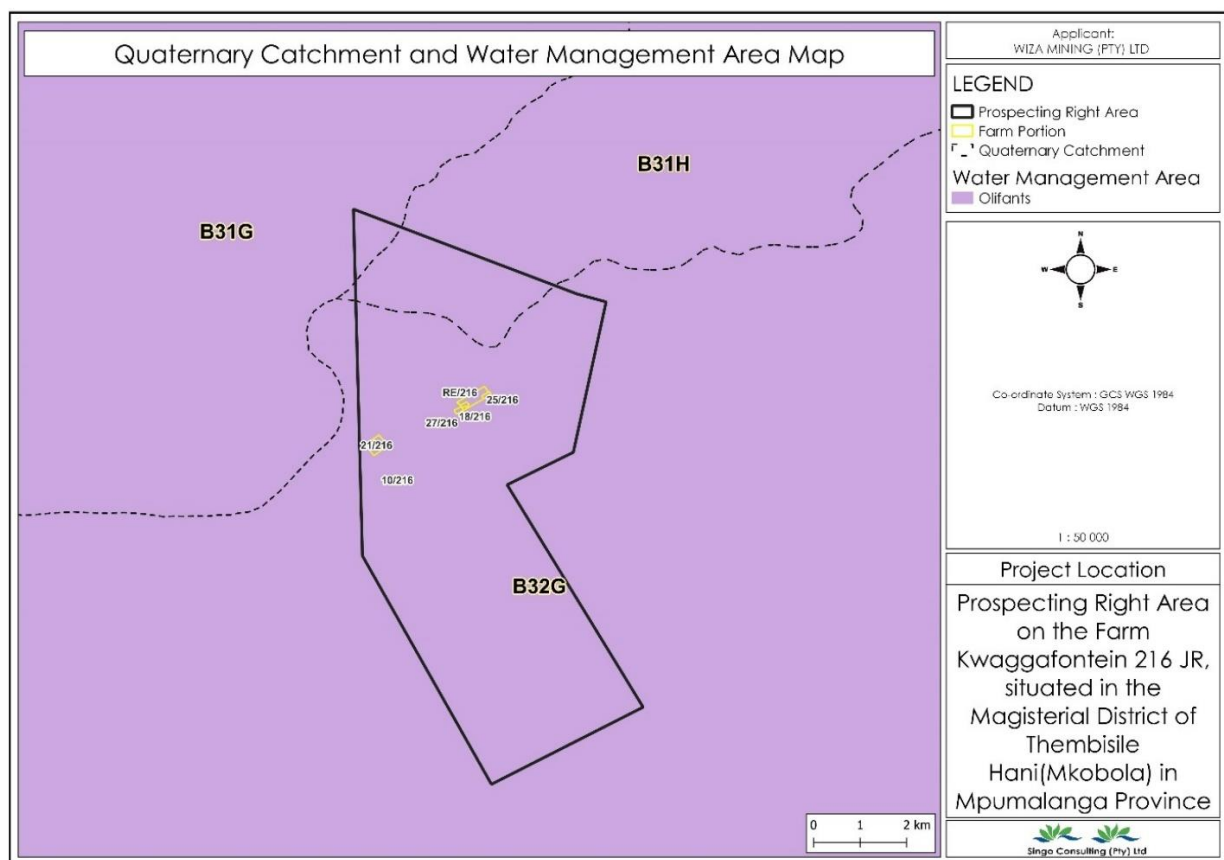 Quaternary Catchment and Water Management Area Map
B31H
B31G
RE/216
25/216
18/216
27/216
21/216
10/216
B32G
0 1 2 km
Applicant:
WIZA MINING (PTY) LTD
LEGEND
Prospecting Right Area
Farm Portion
Quaternary Catchment
Water Management Area
Olifants
N
W E
S
Co-ordinate System : GCS WGS 1984
Datum : WGS 1984
1 : 50 000
Project Location
Prospecting Right Area
on the Farm
Kwaggafontein 216 JR,
situated in the
Magisterial District of
Thembisile
Hani(Mkobola) in
Mpumalanga Province
Singo Consulting (Pty) Ltd